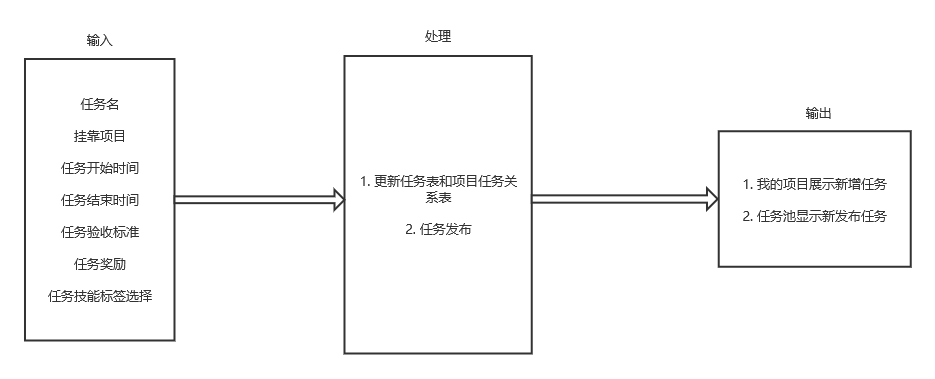 输入
任务名
挂靠项目
任务开始时间
任务结束时间
任务验收标准
任务奖励
任务技能标签选择
处理
1. 更新任务表和项目任务关
系表
2. 任务发布
输出
1. 我的项目展示新增任务
2. 任务池显示新发布任务